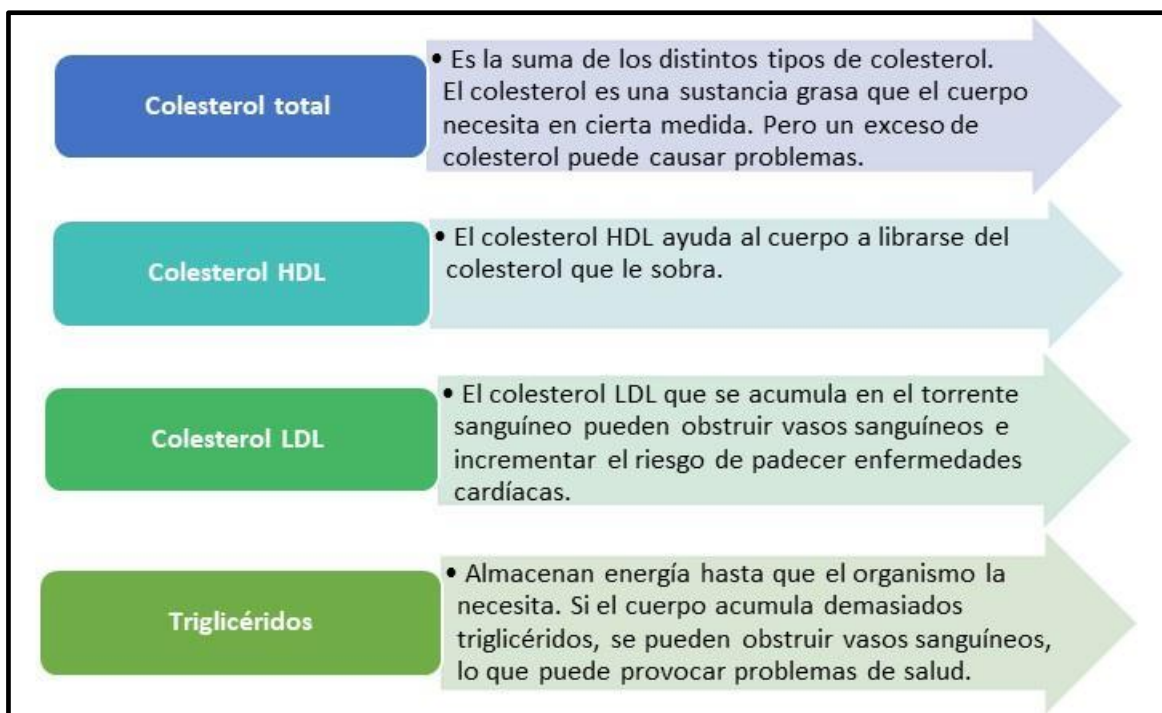 Colesterol total
• Es la suma de los distintos tipos de colesterol.
El colesterol es una sustancia grasa que el cuerpo
necesita en cierta medida. Pero un exceso de
colesterol puede causar problemas.
Colesterol HDL
• El colesterol HDL ayuda al cuerpo a librarse del
colesterol que le sobra.
Colesterol LDL
• El colesterol LDL que se acumula en el torrente
sanguíneo pueden obstruir vasos sanguíneos e
incrementar el riesgo de padecer enfermedades
cardíacas.
Triglicéridos
• Almacenan energía hasta que el organismo la
necesita. Si el cuerpo acumula demasiados
triglicéridos, se pueden obstruir vasos sanguíneos,
lo que puede provocar problemas de salud.